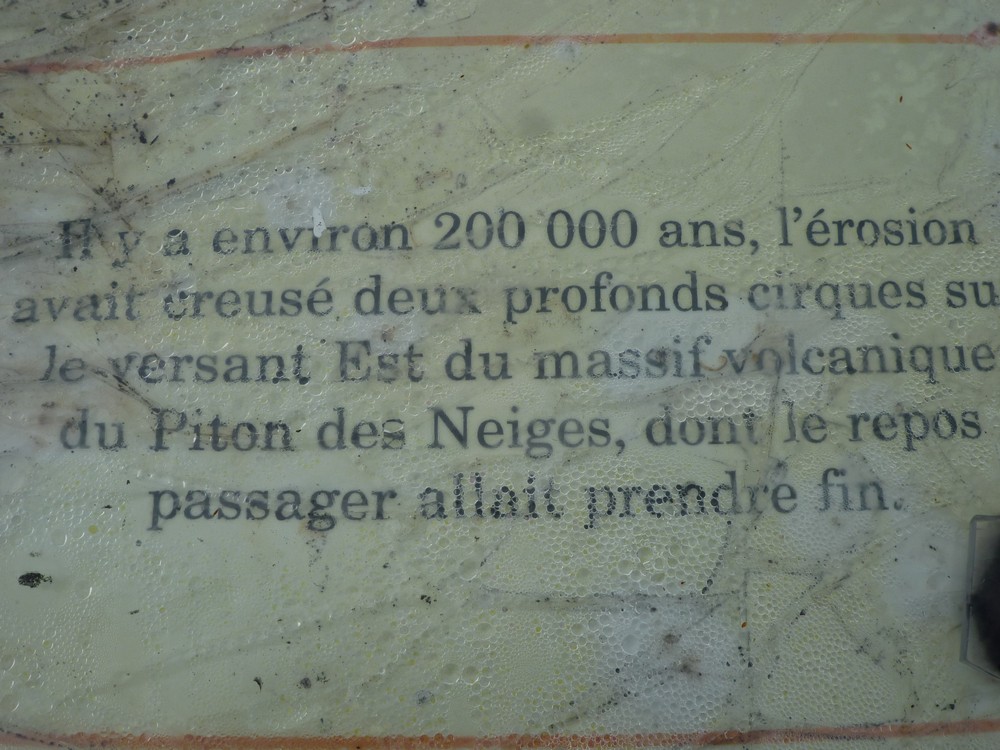 Il y a environ 200 000 ans, l'érosion
avait creusé deux profonds cirques su
le versant Est du massif volcanique
du Piton des Neiges, dont le repos
passager allait prendre fin.